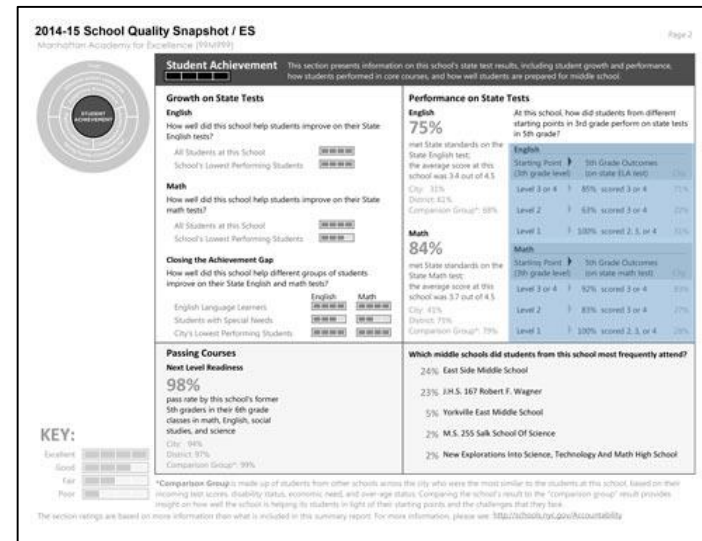 2014-15 School Quality Snapshot / ES
Page 2
Manhattan Academy for Excellence (99M999)
STUDENT
ACHIEVEMENT
Student Achievement This section presents information on this school's state test results, including student growth and performance,
how students performed in core courses, and how well students are prepared for middle school.
Growth on State Tests
English
How well did this school help students improve on their State
English tests?
All Students at this School
School's Lowest Performing Students
Math
How well did this school help students improve on their State
math tests?
All Students at this School
School's Lowest Performing Students
Closing the Achievement Gap
How well did this school help different groups of students
improve on their State English and math tests?
English Math
English Language Learners
Students with Special Needs
City's Lowest Performing Students
Performance on State Tests
English
75%
met State standards on the
State English test;
the average score at this
school was 3.4 out of 4.5
City: 31%
District: 61%
Comparison Group*: 68%
Math
84%
met State standards on the
State Math test;
the average score at this
school was 3.7 out of 4.5
City: 41%
District: 71%
Comparison Group*: 79%
At this school, how did students from different
starting points in 3rd grade perform on state tests
in 5th grade?
English
Starting Point 5th Grade Outcomes
(3th grade level) (on state ELA test) City
Level 3 or 4 85% scored 3 or 4 71%
Level 2 63% scored 3 or 4 22%
Level 1 100% scored 2, 3, or 4
Math
Starting Point 5th Grade Outcomes
(3th grade level) (on state math test) City
Level 3 or 4 92% scored 3 or 4
Level 2 83% scored 3 or 4 27%
Level 1 100% scored 2, 3, or 4
Passing Courses
Next Level Readiness
98%
pass rate by this school's former
5th graders in their 6th grade
classes in math, English, social
studies, and science
City: 94%
District: 97%
Comparison Group*: 99%
Which middle schools did students from this school most frequently attend?
24% East Side Middle School
23% J.H.S. 167 Robert F. Wagner
5% Yorkville East Middle School
2% M.S. 255 Salk School Of Science
2% New Explorations Into Science, Technology And Math High School
KEY:
Excellent
Good
Fair
Poor
*Comparison Group is made up of students from other schools across the city who were the most similar to the students at this school, based on their
incoming test scores, disability status, economic need, and over-age status. Comparing the school's result to the "comparison group" result provides
insight on how well the school is helping its students in light of their starting points and the challenges that they face.
The section ratings are based on more information than what is included in this summary report. For more information, please see: http://schools.nyc.gov/Accountability